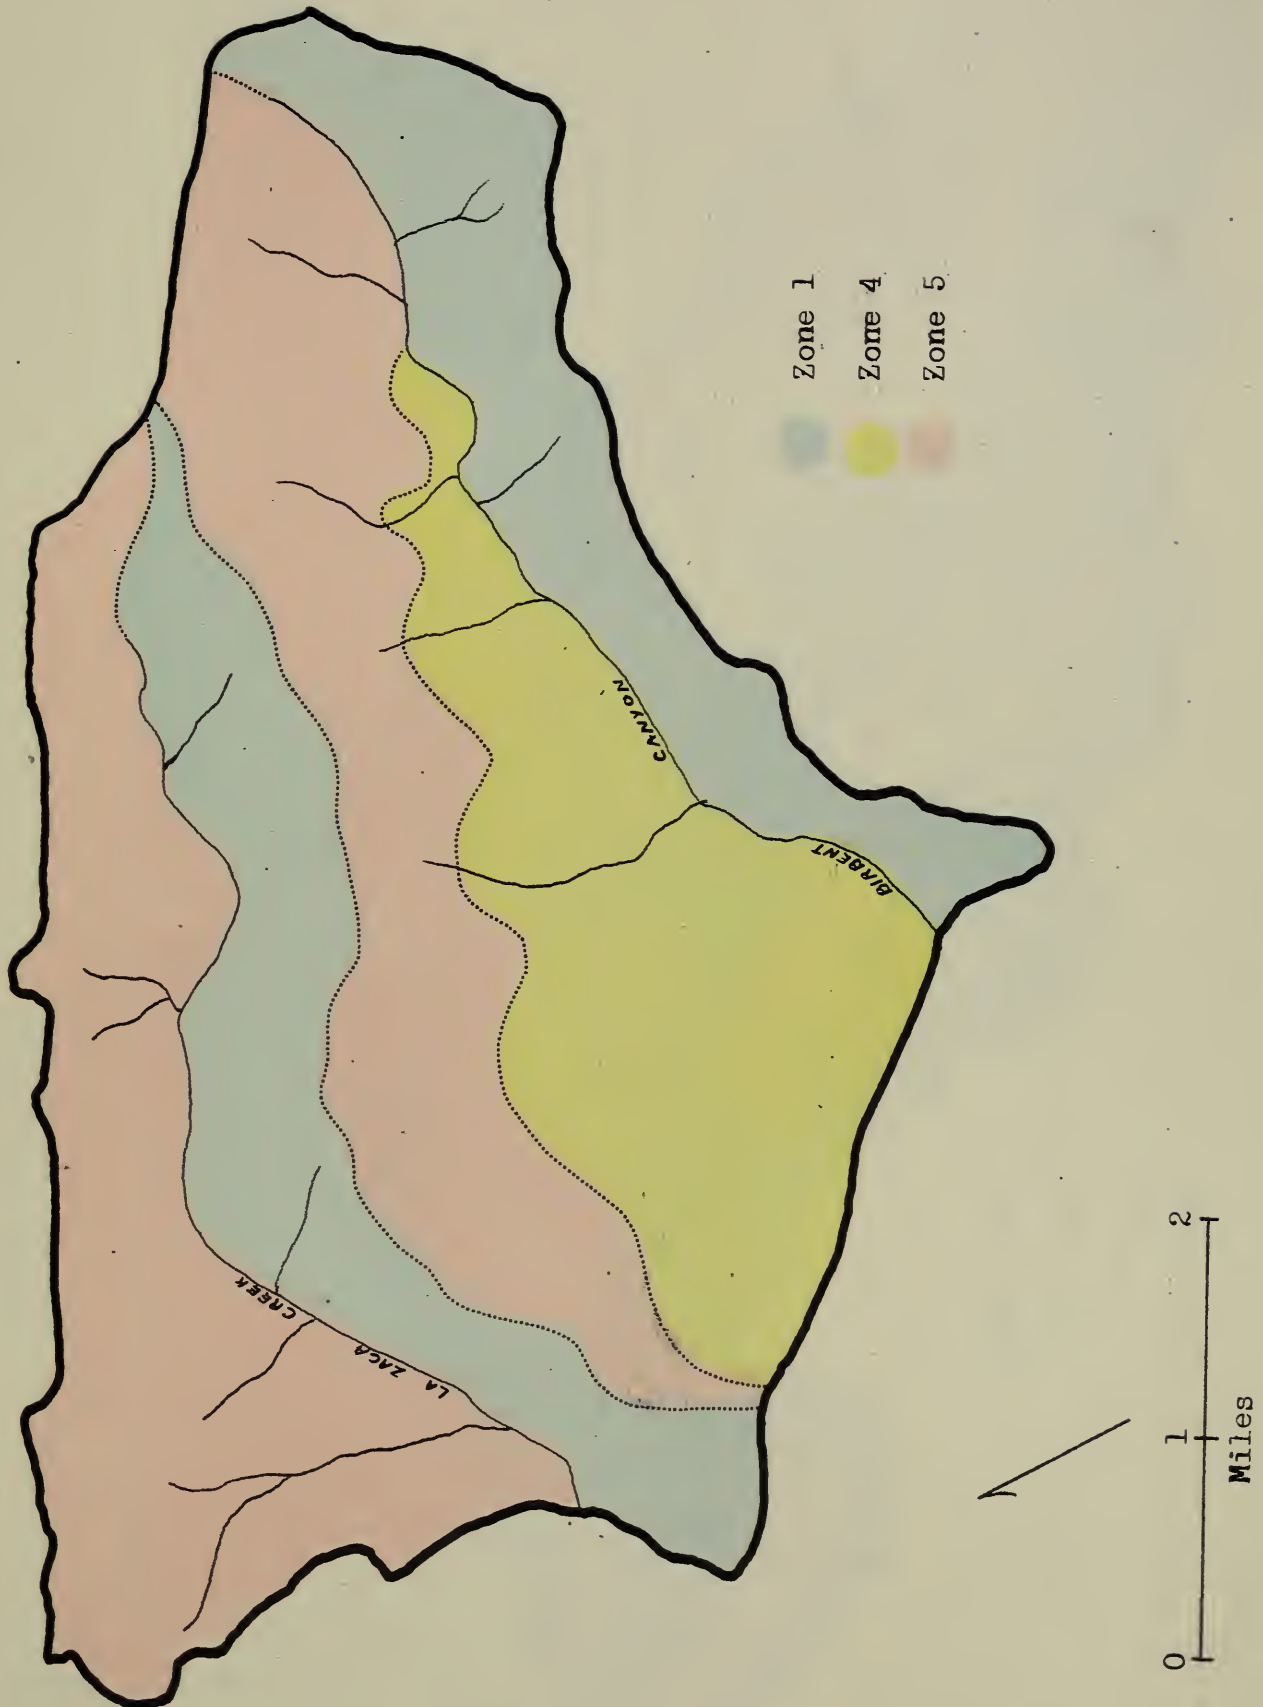 LA ZACA CREEK
BIRBENT CANYON
Zone 1
Zone 4
Zone 5
0 1 2
Miles